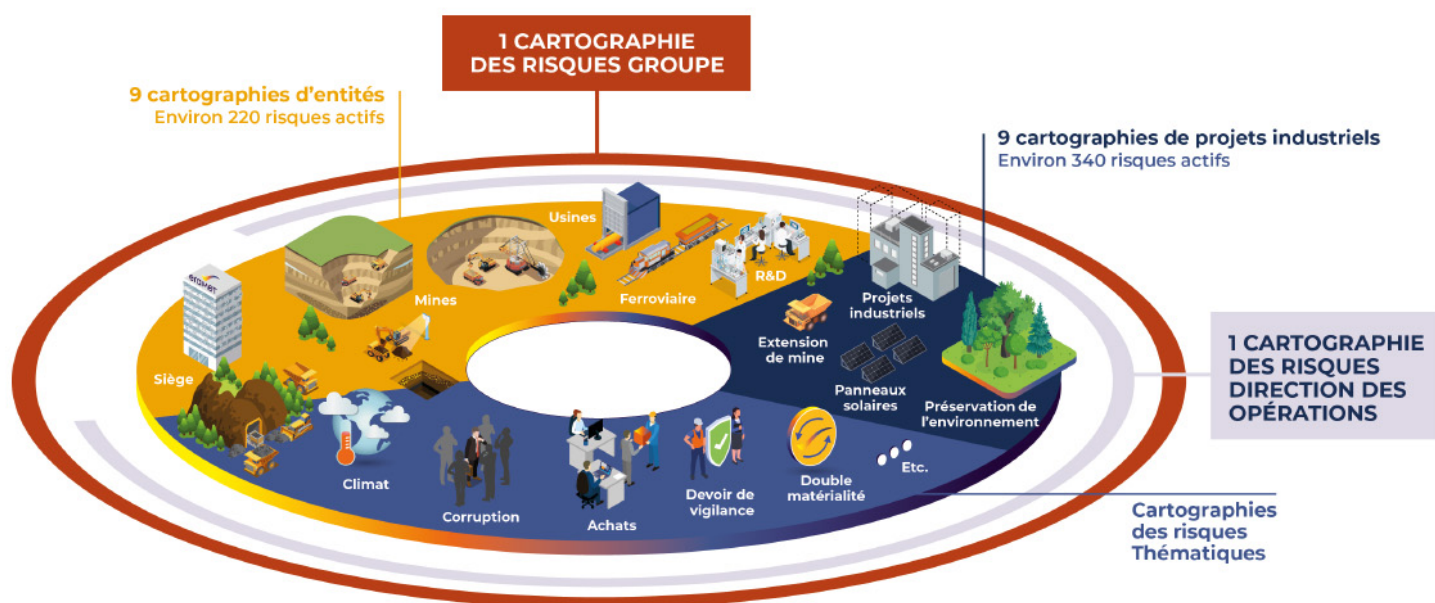 1 CARTOGRAPHIE
DES RISQUES GROUPE
9 cartographies d'entités
Environ 220 risques actifs
9 cartographies de projets industriels
Environ 340 risques actifs
Usines
R&D
Ferroviaire
Mines
eramet
Siège
Projets
industriels
Extension
de mine
Panneaux
solaires
Préservation de
l'environnement
1 CARTOGRAPHIE
DES RISQUES
DIRECTION DES
OPÉRATIONS
Climat
Corruption
Achats
Devoir de
vigilance
Double
matérialité
Etc.
Cartographies
des risques
Thématiques